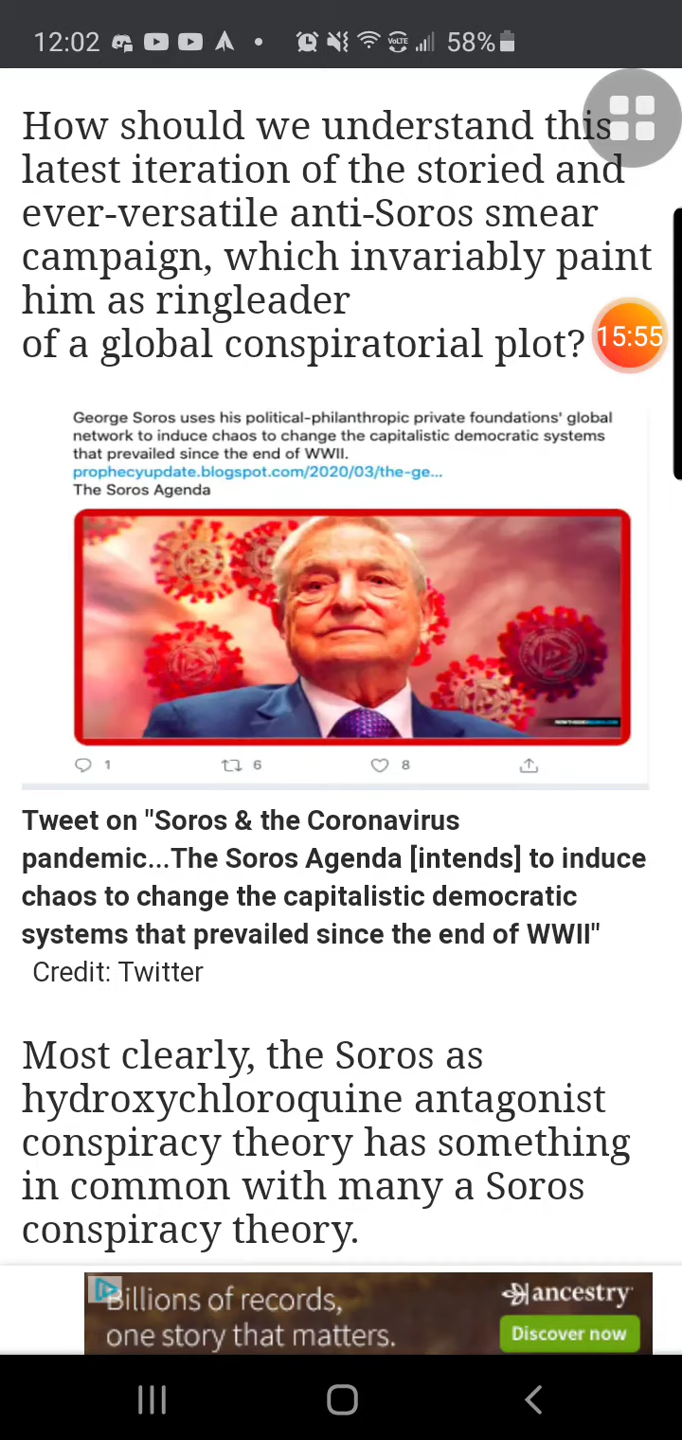 12:02
VoLTE
58%
How should we understand this
latest iteration of the storied and
ever-versatile anti-Soros smear
campaign, which invariably paint
him as ringleader
of a global conspiratorial plot?
15:55
George Soros uses his political-philanthropic private foundations' global
network to induce chaos to change the capitalistic democratic systems
that prevailed since the end of WWII.
prophecyupdate.blogspot.com/2020/03/the-ge...
The Soros Agenda
1
6
8
Tweet on "Soros & the Coronavirus
pandemic...The Soros Agenda [intends] to induce
chaos to change the capitalistic democratic
systems that prevailed since the end of WWII"
Credit: Twitter
Most clearly, the Soros as
hydroxychloroquine antagonist
conspiracy theory has something
in common with many a Soros
conspiracy theory.
Billions of records,
one story that matters.
ancestry
Discover now